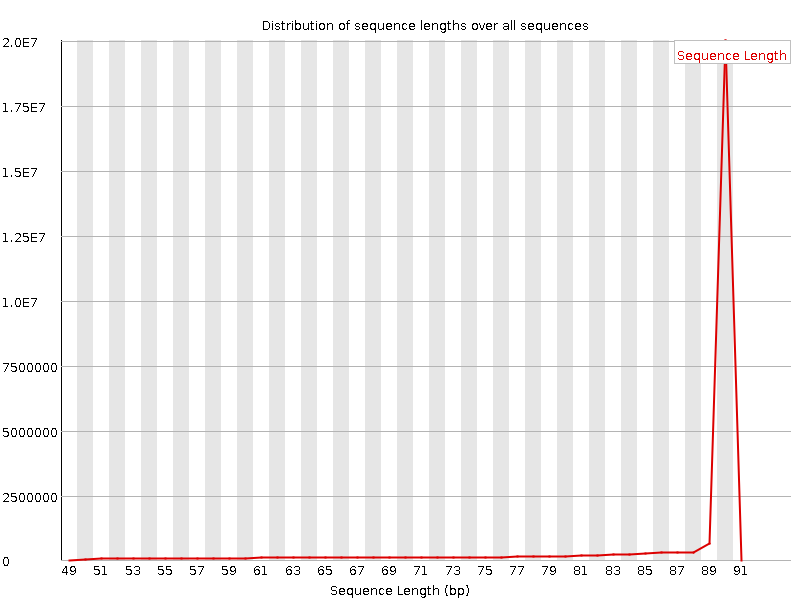 Distribution of sequence lengths over all sequences
2.0E7
Sequence Length
1.75E7
1.5E7
1.25E7
1.0E7
7500000
5000000
2500000
0
49 51 53 55 57 59 61 63 65 67 69 71 73 75 77 79 81 83 85 87 89 91
Sequence Length (bp)